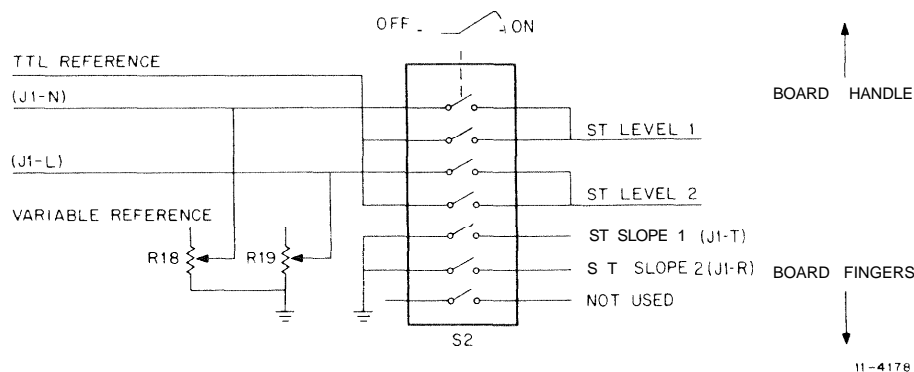 OFF ON
TTL REFERENCE
(J1-N)
BOARD HANDLE
ST LEVEL 1
(J1-L)
ST LEVEL 2
VARIABLE REFERENCE
ST SLOPE 1 (J1-T)
R18 R19
S T SLOPE 2 (J1-R)
BOARD FINGERS
NOT USED
S2
11-4178